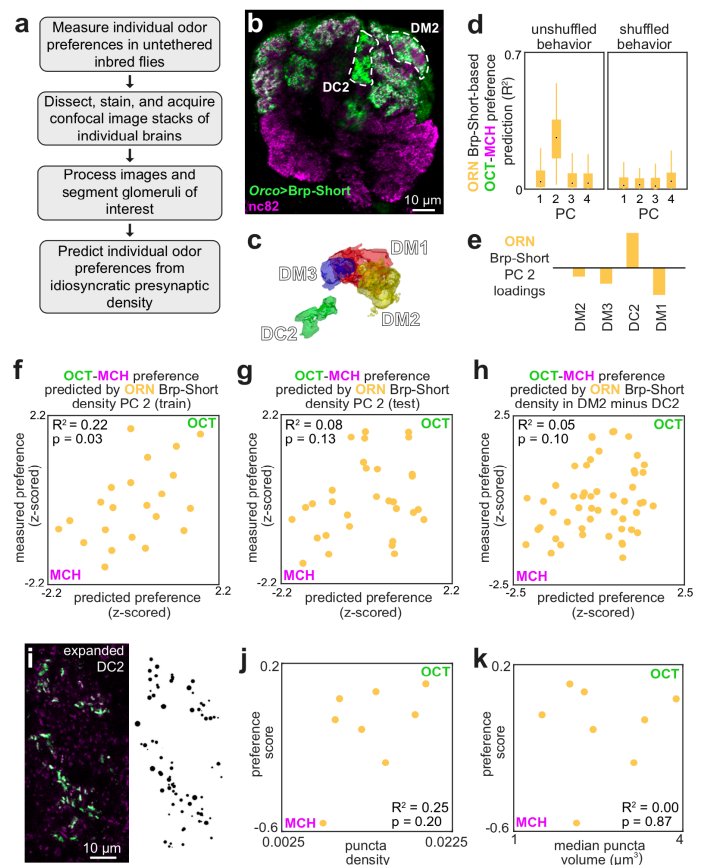 a
Measure individual odor
preferences in untethered
inbred flies
Dissect, stain, and acquire
confocal image stacks of
individual brains
Process images and
segment glomeruli of
interest
Predict individual odor
preferences from
idiosyncratic presynaptic
density
b
DM2
DC2
Orco>Brp-Short
nc82
10 μm
c
DM1
DM3
DM2
DC2
d
unshuffled
behavior
shuffled
behavior
ORN Brp-Short-based
OCT-MCH preference
prediction (R²)
0.7
0
1 2 3 4
1 2 3 4
PC
PC
e
ORN
Brp-Short
PC 2
loadings
DM2
DM3
DC2
DM1
f
OCT-MCH preference
predicted by ORN Brp-Short
density PC 2 (train)
2.2
R² = 0.22
p = 0.03
OCT
measured preference
(z-scored)
MCH
-2.2
-2.2
2.2
predicted preference
(z-scored)
g
OCT-MCH preference
predicted by ORN Brp-Short
density PC 2 (test)
2.2
R² = 0.08
p = 0.13
OCT
measured preference
(z-scored)
MCH
-2.2
-2.2
2.2
predicted preference
(z-scored)
h
OCT-MCH preference
predicted by ORN Brp-Short
density in DM2 minus DC2
2.5
R² = 0.05
p = 0.10
OCT
measured preference
(z-scored)
MCH
-2.5
-2.5
2.5
predicted preference
(z-scored)
i
expanded
DC2
10 μm
j
0.2
OCT
preference
score
MCH
R² = 0.25
p = 0.20
-0.6
0.0025
0.0225
puncta
density
k
0.2
OCT
preference
score
MCH
R² = 0.00
p = 0.87
-0.6
1
4
median puncta
volume (μm³)